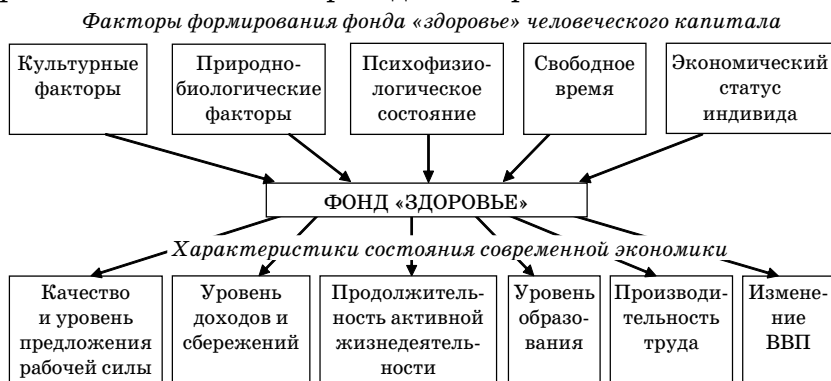 Факторы формирования фонда «здоровье» человеческого капитала
Культурные
факторы
Природно-
биологические
факторы
Психофизио-
логическое
состояние
Свободное
время
Экономический
статус
индивида
ФОНД «ЗДОРОВЬЕ»
Характеристики состояния современной экономики
Качество
и уровень
предложения
рабочей силы
Уровень
доходов и
сбережений
Продолжитель-
ность активной
жизнедеятель-
ности
Уровень
образо-
вания
Производи-
тельность
труда
Измене-
ние
ВВП